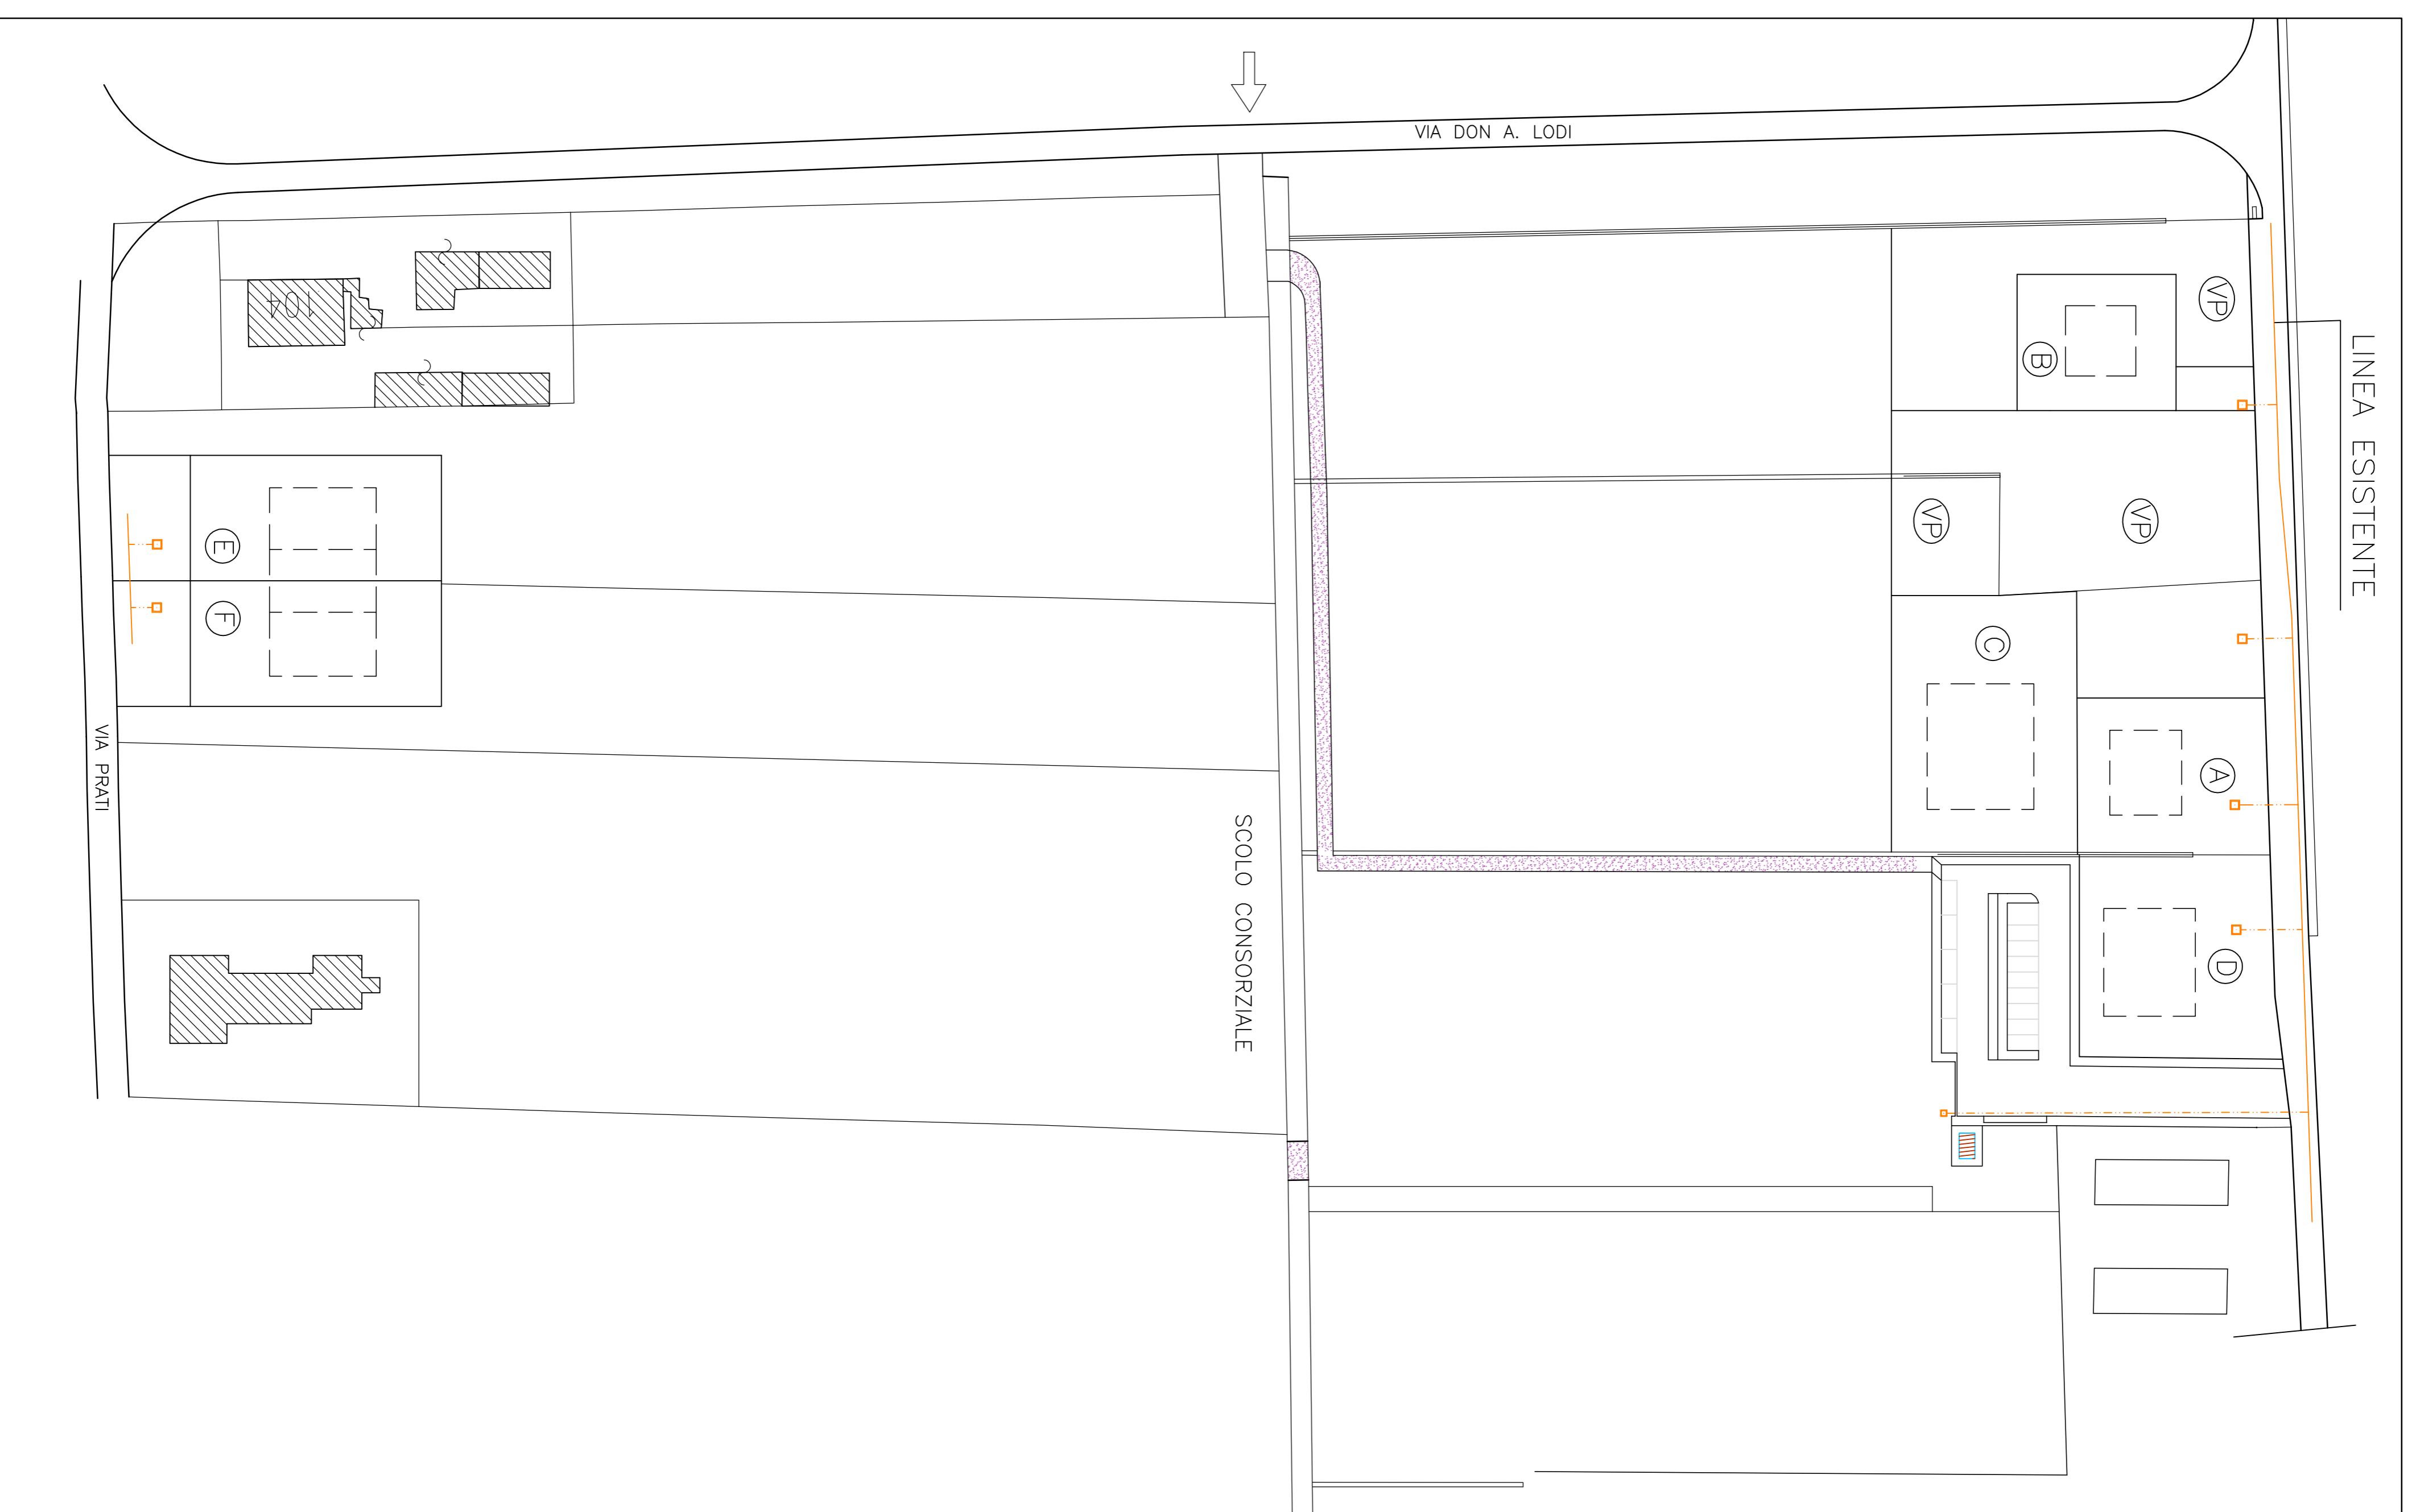 VIA DON A. LODI
LINEA ESISTENTE
VP
B
VP
VP
C
A
D
104
E
F
VIA PRATI
SCOLO CONSORZIALE